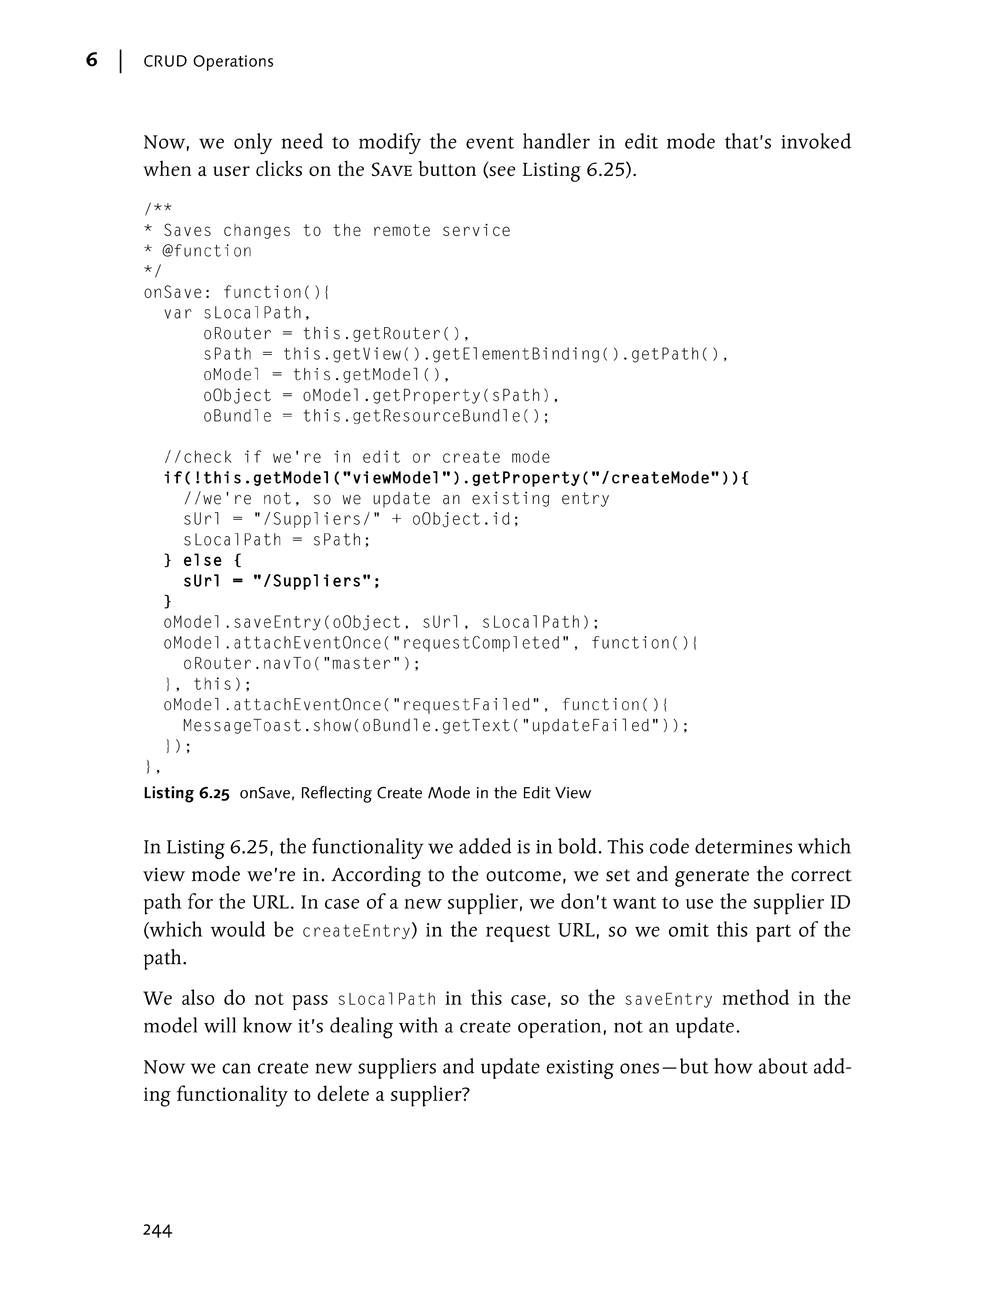 6 | CRUD Operations
Now, we only need to modify the event handler in edit mode that's invoked
when a user clicks on the SAVE button (see Listing 6.25).
/**
* Saves changes to the remote service
* @function
*/
onSave: function(){
  var sLocalPath,
      oRouter = this.getRouter(),
      sPath = this.getView().getElementBinding().getPath(),
      oModel = this.getModel(),
      oObject = oModel.getProperty(sPath),
      oBundle = this.getResourceBundle();
  //check if we're in edit or create mode
  if(!this.getModel("viewModel").getProperty("/createMode")){
    //we're not, so we update an existing entry
    sUrl = "/Suppliers/" + oObject.id;
    sLocalPath = sPath;
  } else {
    sUrl = "/Suppliers";
  }
  oModel.saveEntry(oObject, sUrl, sLocalPath);
  oModel.attachEventOnce("requestCompleted", function(){
    oRouter.navTo("master");
  }, this);
  oModel.attachEventOnce("requestFailed", function(){
    MessageToast.show(oBundle.getText("updateFailed"));
  });
},
Listing 6.25 onSave, Reflecting Create Mode in the Edit View
In Listing 6.25, the functionality we added is in bold. This code determines which
view mode we're in. According to the outcome, we set and generate the correct
path for the URL. In case of a new supplier, we don't want to use the supplier ID
(which would be createEntry) in the request URL, so we omit this part of the
path.
We also do not pass sLocalPath in this case, so the saveEntry method in the
model will know it's dealing with a create operation, not an update.
Now we can create new suppliers and update existing ones—but how about add-
ing functionality to delete a supplier?
244